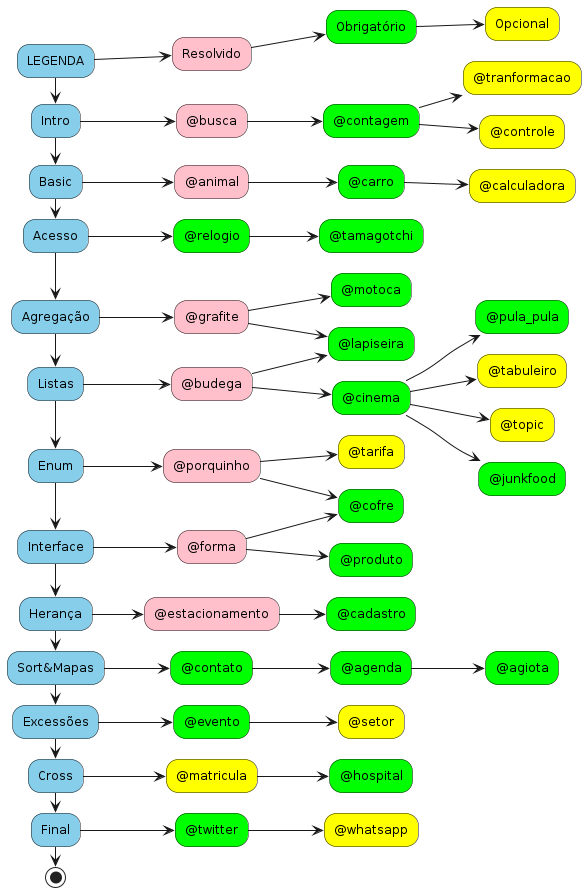 LEGENDA
Resolvido
Obrigatório
Opcional
Intro
@busca
@contagem
@tranformacao
@controle
Basic
@animal
@carro
@calculadora
Acesso
@relogio
@tamagotchi
Agregação
@grafite
@motoca
@lapiseira
Listas
@budega
@cinema
@pula_pula
@tabuleiro
@topic
@junkfood
Enum
@porquinho
@tarifa
@cofre
Interface
@forma
@produto
Herança
@estacionamento
@cadastro
Sort&Mapas
@contato
@agenda
@agiota
Excessões
@evento
@setor
Cross
@matricula
@hospital
Final
@twitter
@whatsapp